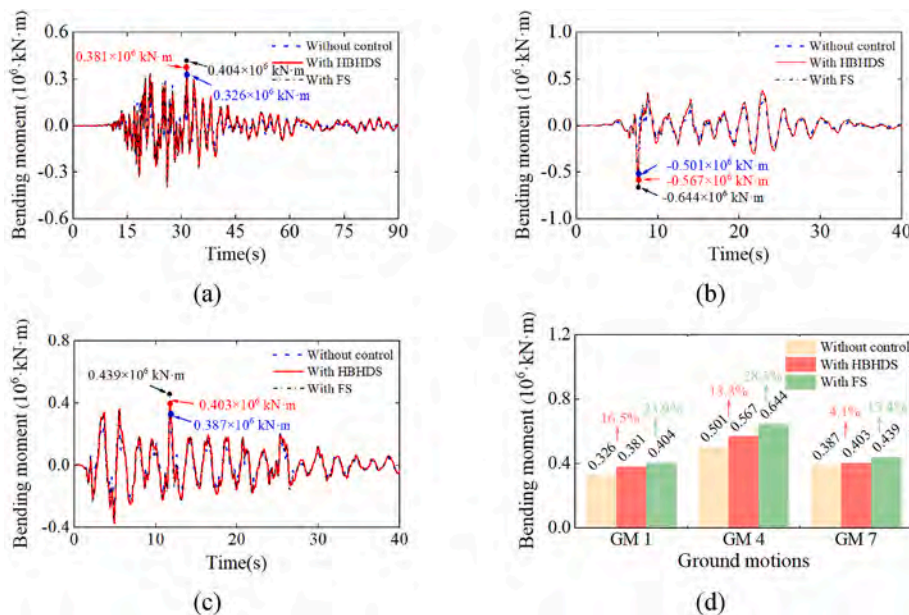 (a)
Bending moment (10⁶·kN·m)
0.6
0.3
0.0
-0.3
-0.6
0.381×10⁶ kN·m
0.404×10⁶ kN·m
0.326×10⁶ kN·m
Without control
With HBHDS
With FS
0 15 30 45 60 75 90
Time(s)
(b)
Bending moment (10⁶·kN·m)
1.0
0.5
0.0
-0.5
-1.0
Without control
With HBHDS
With FS
-0.501×10⁶ kN·m
-0.567×10⁶ kN·m
-0.644×10⁶ kN·m
0 10 20 30 40
Time(s)
(c)
Bending moment (10⁶·kN·m)
0.8
0.4
0.0
-0.4
0.439×10⁶ kN·m
0.403×10⁶ kN·m
0.387×10⁶ kN·m
Without control
With HBHDS
With FS
0 10 20 30 40
Time(s)
(d)
Bending moment (10⁶·kN·m)
1.2
0.8
0.4
0.0
Without control
With HBHDS
With FS
16.5%
0.326
0.381
0.404
0.501
0.567
0.644
4.1%
13.4%
0.387
0.403
0.439
GM 1 GM 4 GM 7
Ground motions